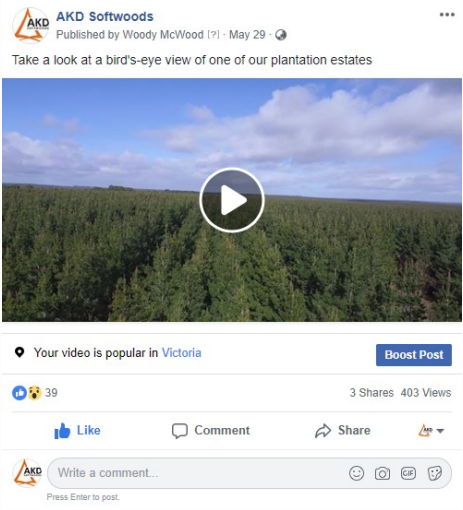 AKD
AKD Softwoods
Published by Woody McWood [?] · May 29 ·
Take a look at a bird's-eye view of one of our plantation estates
Your video is popular in Victoria
Boost Post
39
3 Shares 403 Views
Like
Comment
Share
AKD
AKD
Write a comment...
GIF
Press Enter to post.